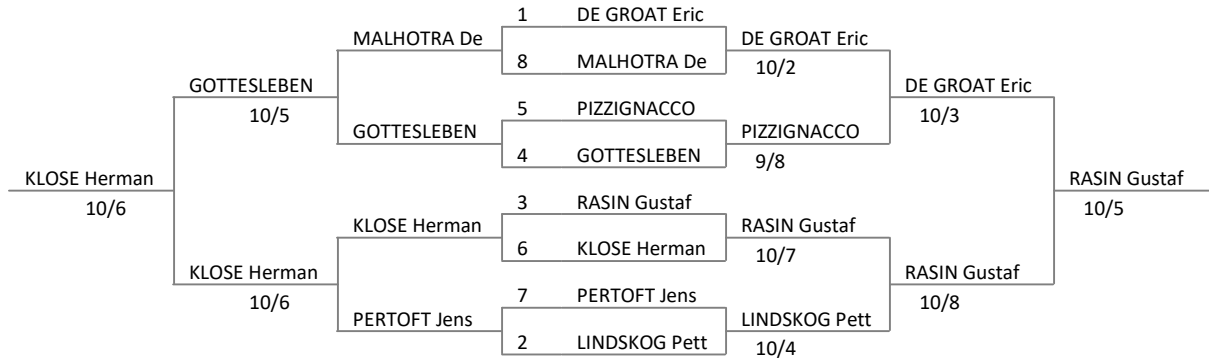 1 DE GROAT Eric
MALHOTRA De DE GROAT Eric
8 MALHOTRA De 10/2
GOTTESLEBEN DE GROAT Eric
10/5 5 PIZZIGNACCO 10/3
GOTTESLEBEN PIZZIGNACCO
4 GOTTESLEBEN 9/8
KLOSE Herman RASIN Gustaf
10/6 3 RASIN Gustaf 10/5
KLOSE Herman RASIN Gustaf
6 KLOSE Herman 10/7
KLOSE Herman RASIN Gustaf
10/6 7 PERTOFT Jens 10/8
PERTOFT Jens LINDSKOG Pett
2 LINDSKOG Pett 10/4